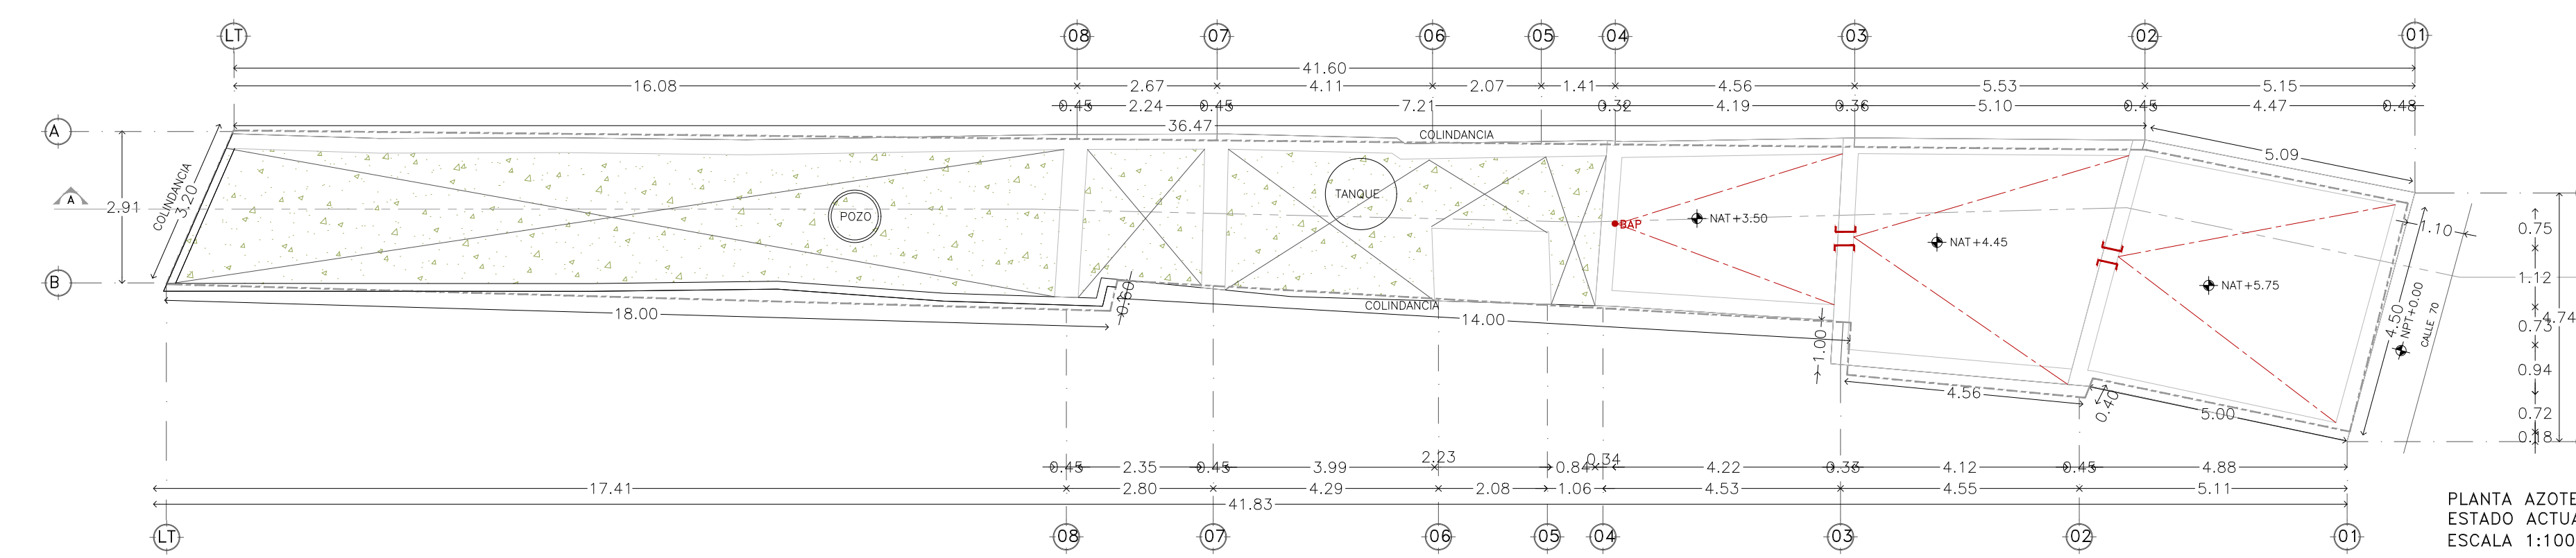 LT 08 07 06 05 04 03 02 01
41.60
16.08 2.67 4.11 2.07 1.41 4.56 5.53 5.15
0.45 2.24 0.45 7.21 0.32 4.19 0.36 5.10 0.45 4.47 0.48
36.47
A
COLINDANCIA
5.09
COLINDANCIA
3,20
A
2.91
TANQUE
POZO
BAP
NAT+3.50
NAT+4.45
NAT+5.75
1.10
0.75
1.12
4.74
0.73
0.94
0.72
0.18
B
0.60
COLINDANCIA
18.00
14.00
1.00
4.50
NPT+0.00
CALLE 70
4.56
0.40
5.00
0.45 2.35 0.45 3.99 2.23 0.84 0.34 4.22 0.33 4.12 0.45 4.88
17.41 2.80 4.29 2.08 1.06 4.53 4.55 5.11
41.83
LT 08 07 06 05 04 03 02 01
PLANTA AZOTE
ESTADO ACTUA
ESCALA 1:100